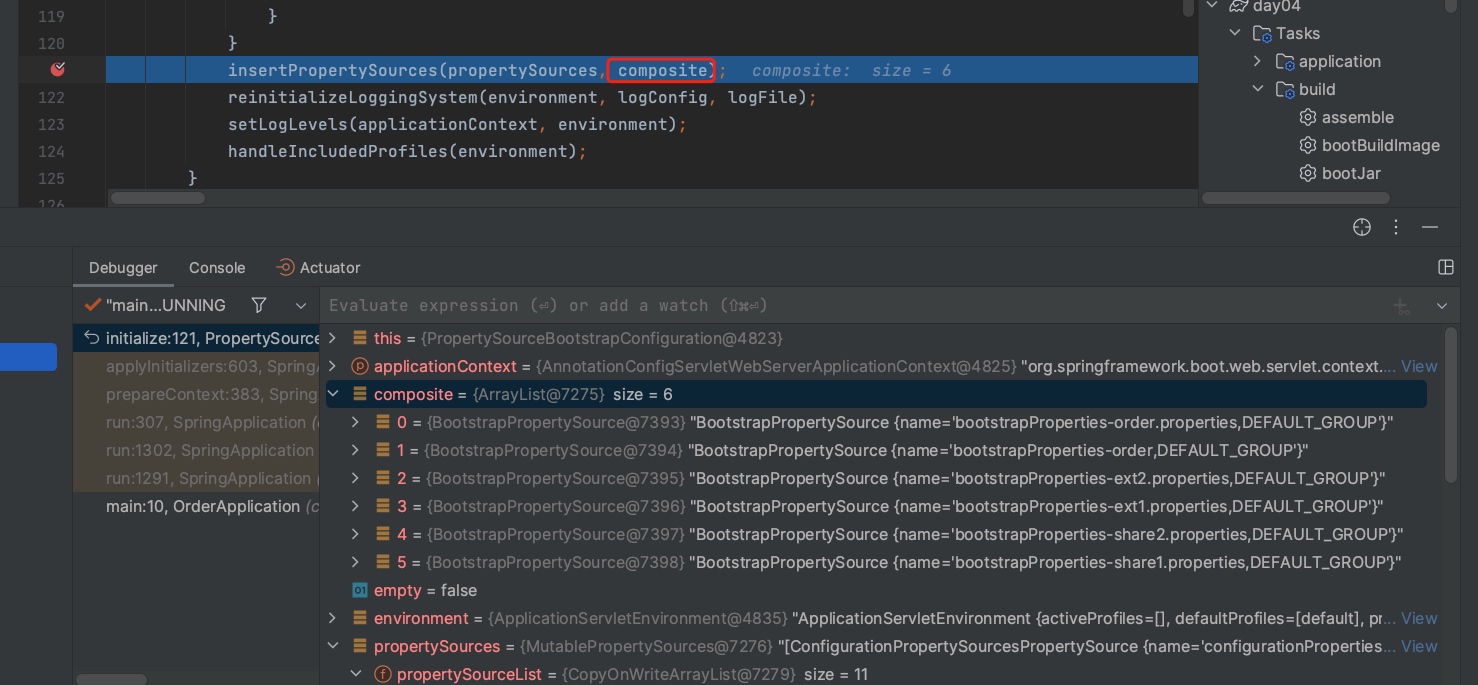 119 }
120 }
insertPropertySources(propertySources, composite); composite: size = 6
122 reinitializeLoggingSystem(environment, logConfig, logFile);
123 setLogLevels(applicationContext, environment);
124 handleIncludedProfiles(environment);
125 }
126
day04
Tasks
application
build
assemble
bootBuildImage
bootJar
Debugger Console Actuator
"main...UNNING
Evaluate expression (⏎) or add a watch (⇧⌘⏎)
initialize:121, PropertySource
applyInitializers:603, Spring
prepareContext:383, Spring
run:307, SpringApplication
run:1302, SpringApplication
run:1291, SpringApplication
main:10, OrderApplication
this = {PropertySourceBootstrapConfiguration@4823}
applicationContext = {AnnotationConfigServletWebServerApplicationContext@4825} "org.springframework.boot.web.servlet.context.... View
composite = {ArrayList@7275} size = 6
0 = {BootstrapPropertySource@7393} "BootstrapPropertySource {name='bootstrapProperties-order.properties,DEFAULT_GROUP'}"
1 = {BootstrapPropertySource@7394} "BootstrapPropertySource {name='bootstrapProperties-order,DEFAULT_GROUP'}"
2 = {BootstrapPropertySource@7395} "BootstrapPropertySource {name='bootstrapProperties-ext2.properties,DEFAULT_GROUP'}"
3 = {BootstrapPropertySource@7396} "BootstrapPropertySource {name='bootstrapProperties-ext1.properties,DEFAULT_GROUP'}"
4 = {BootstrapPropertySource@7397} "BootstrapPropertySource {name='bootstrapProperties-share2.properties,DEFAULT_GROUP'}"
5 = {BootstrapPropertySource@7398} "BootstrapPropertySource {name='bootstrapProperties-share1.properties,DEFAULT_GROUP'}"
01 empty = false
environment = {ApplicationServletEnvironment@4835} "ApplicationServletEnvironment {activeProfiles=[], defaultProfiles=[default], pr... View
propertySources = {MutablePropertySources@7276} "[ConfigurationPropertySourcesPropertySource {name='configurationProperties... View
propertySourceList = {CopyOnWriteArrayList@7279} size = 11